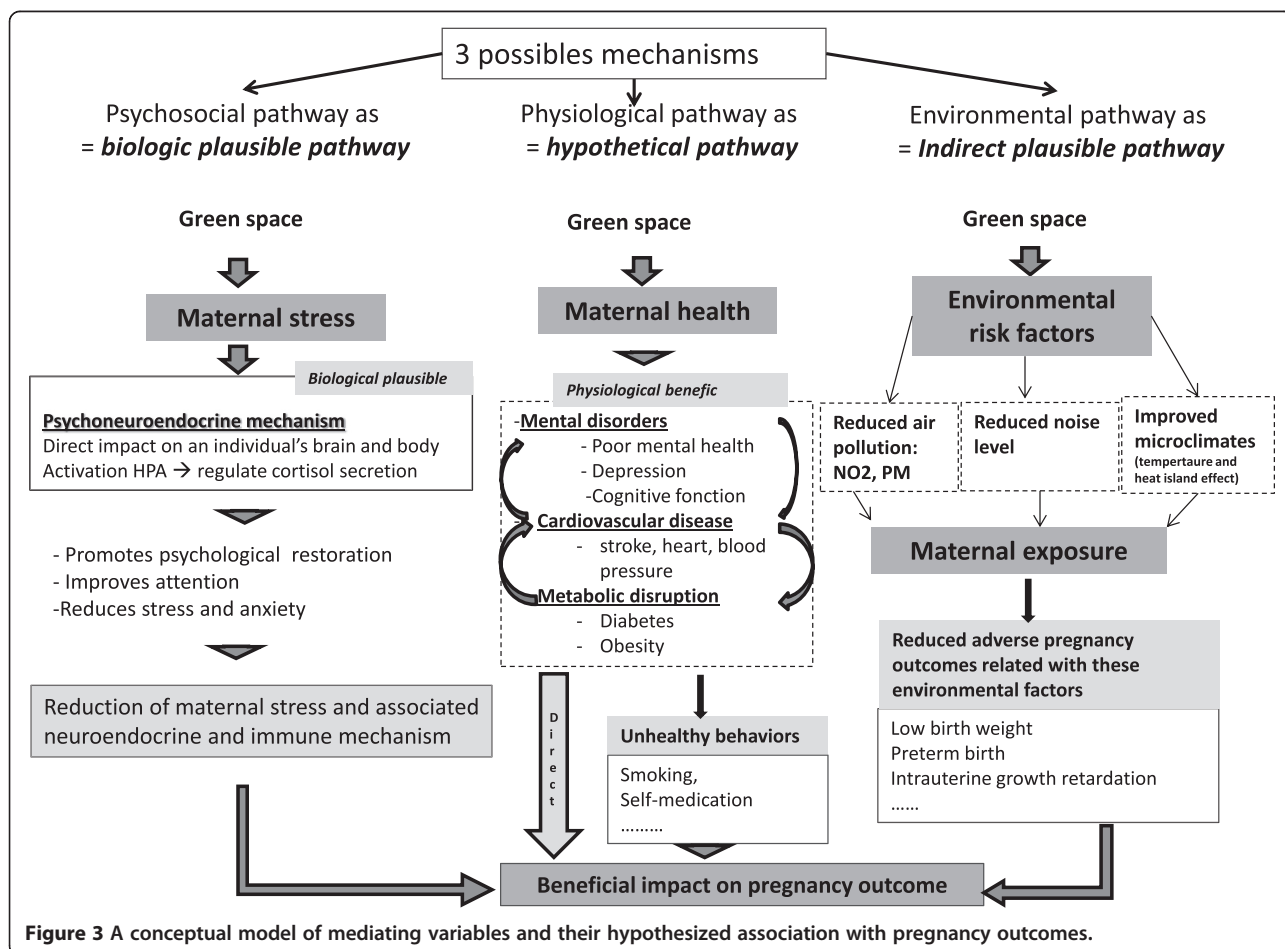 3 possibles mechanisms
Psychosocial pathway as
= biologic plausible pathway
Physiological pathway as
= hypothetical pathway
Environmental pathway as
= Indirect plausible pathway
Green space
Green space
Green space
Maternal stress
Biological plausible
Psychoneuroendocrine mechanism
Direct impact on an individual's brain and body
Activation HPA → regulate cortisol secretion
- Promotes psychological restoration
- Improves attention
-Reduces stress and anxiety
Reduction of maternal stress and associated
neuroendocrine and immune mechanism
Maternal health
Physiological benefic
-Mental disorders
- Poor mental health
- Depression
-Cognitive fonction
- Cardiovascular disease
- stroke, heart, blood
pressure
Metabolic disruption
- Diabetes
- Obesity
Direct
Unhealthy behaviors
Smoking,
Self-medication
………
Environmental
risk factors
Reduced air
pollution:
NO2, PM
Reduced noise
level
Improved
microclimates
(tempertaure and
heat island effect)
Maternal exposure
Reduced adverse pregnancy
outcomes related with these
environmental factors
Low birth weight
Preterm birth
Intrauterine growth retardation
……
Beneficial impact on pregnancy outcome
Figure 3 A conceptual model of mediating variables and their hypothesized association with pregnancy outcomes.